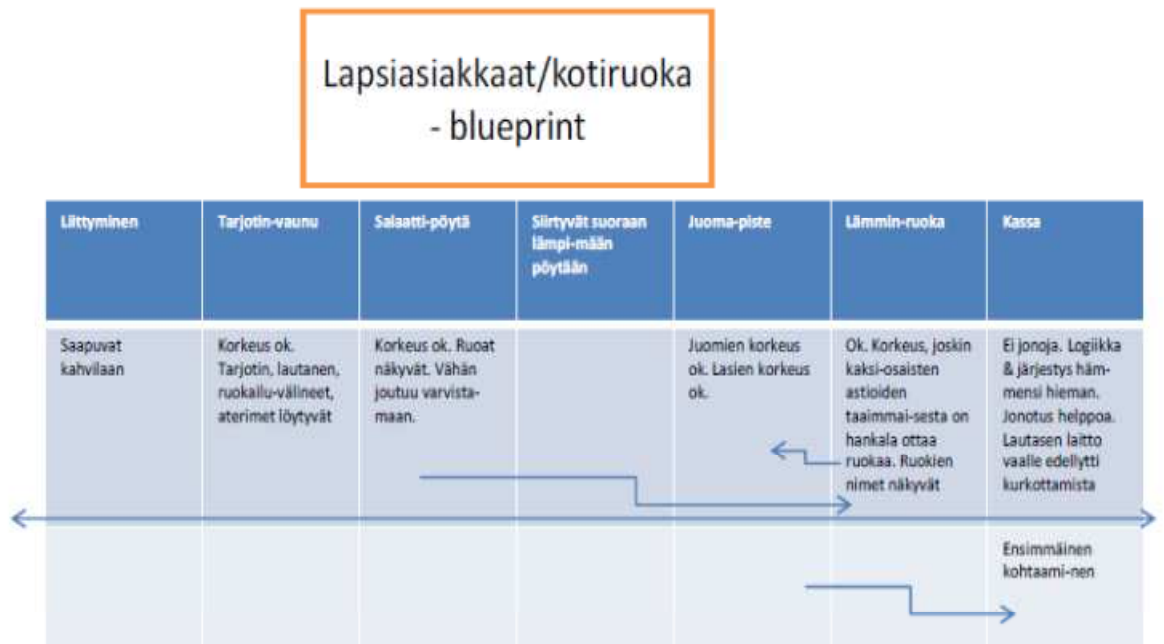 Lapsiasiakkaat/kotiruoka
- blueprint
Liittyminen
Tarjotin-vaunu
Salaatti-pöytä
Siirtyvät suoraan
lämpi-mään
pöytään
Juoma-piste
Lämmin-ruoka
Kassa
Saapuvat
kahvilaan
Korkeus ok.
Tarjotin, lautanen,
ruokailu-välineet,
aterimet löytyvät
Korkeus ok. Ruoat
näkyvät. Vähän
joutuu varvista-
maan.
Juomien korkeus
ok. Lasien korkeus
ok.
Ok. Korkeus, joskin
kaksi-osaisten
astioiden
taaimmai-sesta on
hankala ottaa
ruokaa. Ruokien
nimet näkyvät
Ei jonoja. Logiikka
& järjestys häm-
mensi hieman.
Jonotus helppoa.
Lautasen laitto
vaalle edellytti
kurkottamista
Ensimmäinen
kohtaami-nen